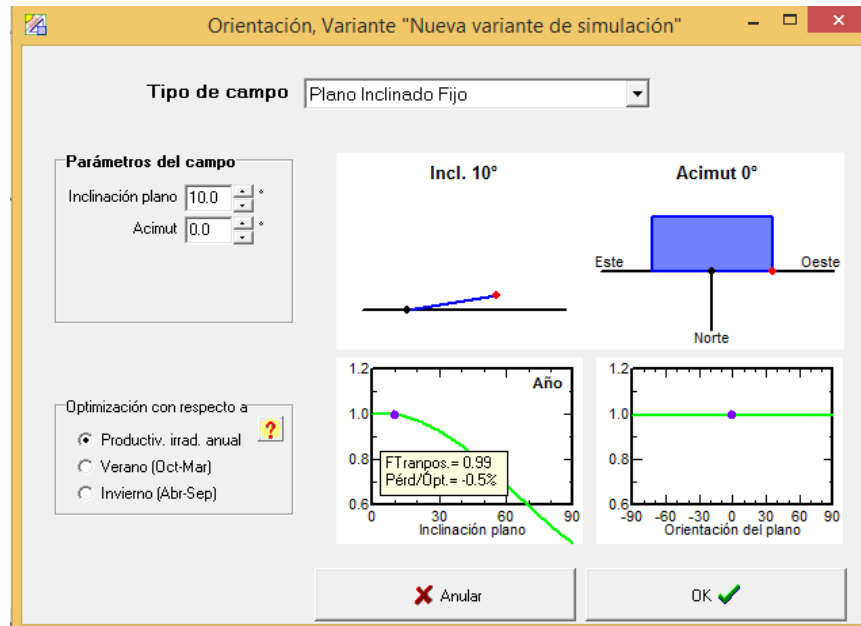 Orientación, Variante "Nueva variante de simulación"
Tipo de campo Plano Inclinado Fijo
Parámetros del campo
Inclinación plano 10.0 °
Acimut 0.0 °
Incl. 10°
Acimut 0°
Este
Oeste
Norte
Optimización con respecto a
?
Productiv. irrad. anual
Verano (Oct-Mar)
Invierno (Abr-Sep)
Año
1.2
1.0
0.8
0.6
FTranpos.= 0.99
Pérd/Ópt.= -0.5%
0 30 60 90
Inclinación plano
1.2
1.0
0.8
0.6
-90 -60 -30 0 30 60 90
Orientación del plano
Anular
OK